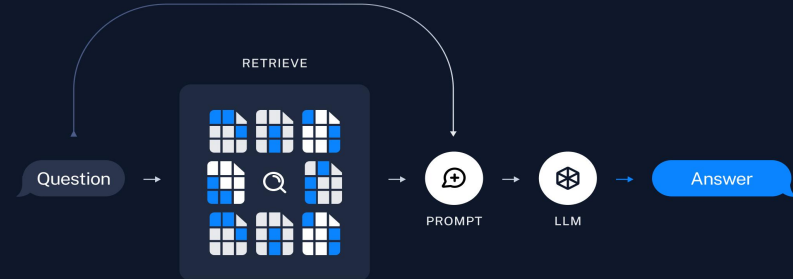 RETRIEVE
Question
Answer
PROMPT
LLM